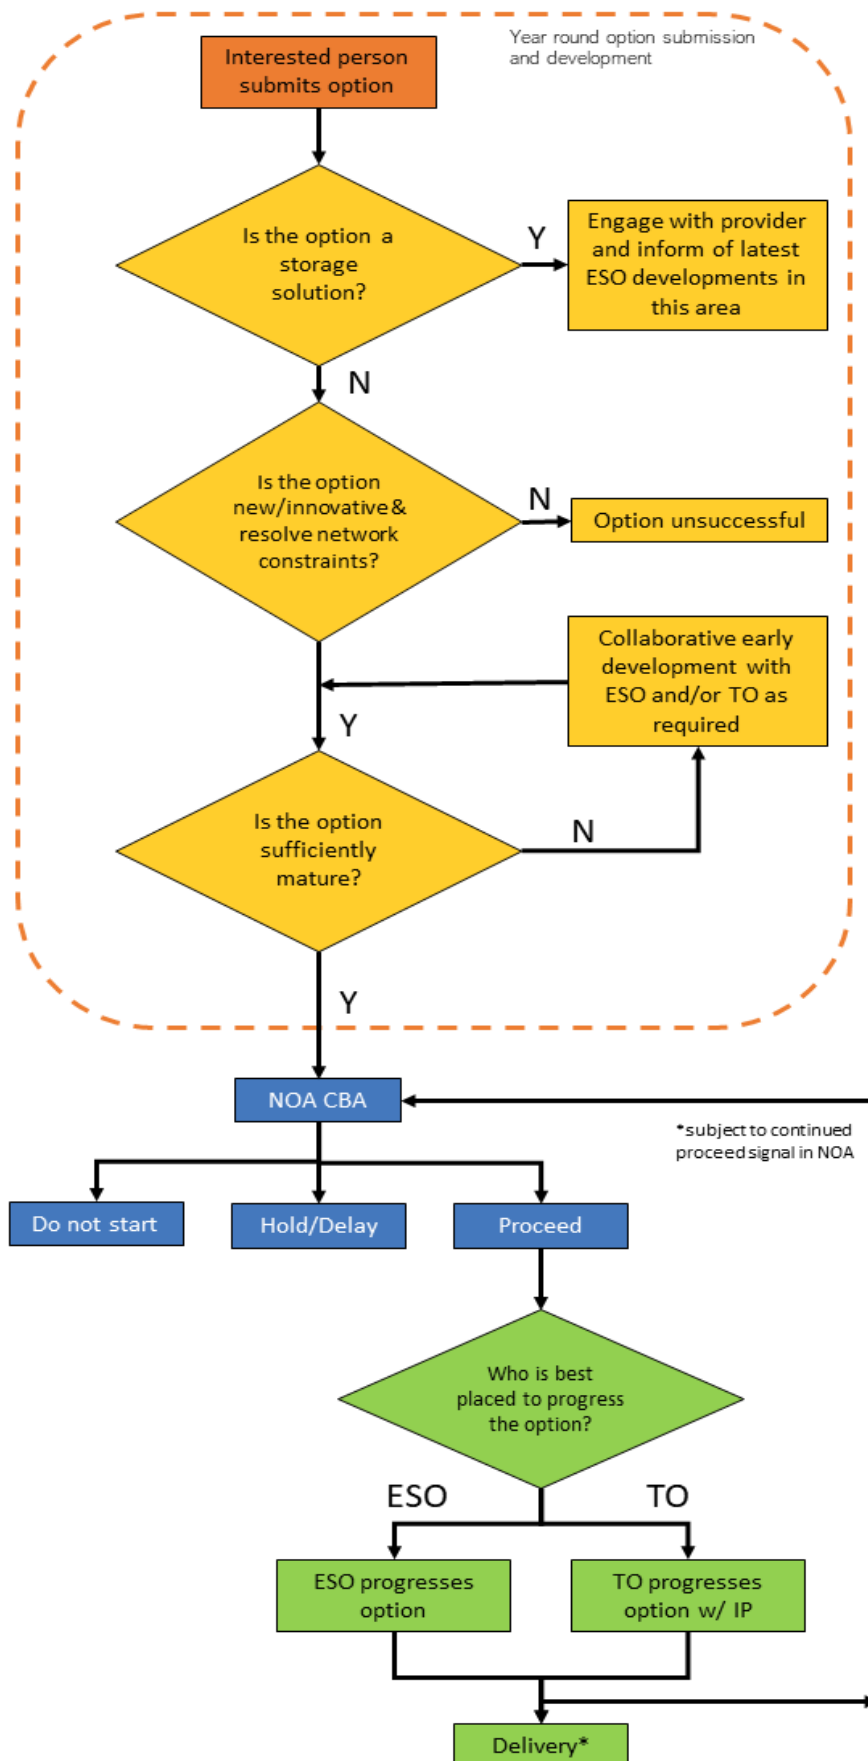 Year round option submission
and development
Interested person
submits option
Is the option a
storage
solution?
Y
Engage with provider
and inform of latest
ESO developments in
this area
N
Is the option
new/innovative &
resolve network
constraints?
N
Option unsuccessful
Collaborative early
development with
ESO and/or TO as
required
Y
Is the option
sufficiently
mature?
N
Y
NOA CBA
*subject to continued
proceed signal in NOA
Do not start
Hold/Delay
Proceed
Who is best
placed to progress
the option?
ESO
TO
ESO progresses
option
TO progresses
option w/ IP
Delivery*